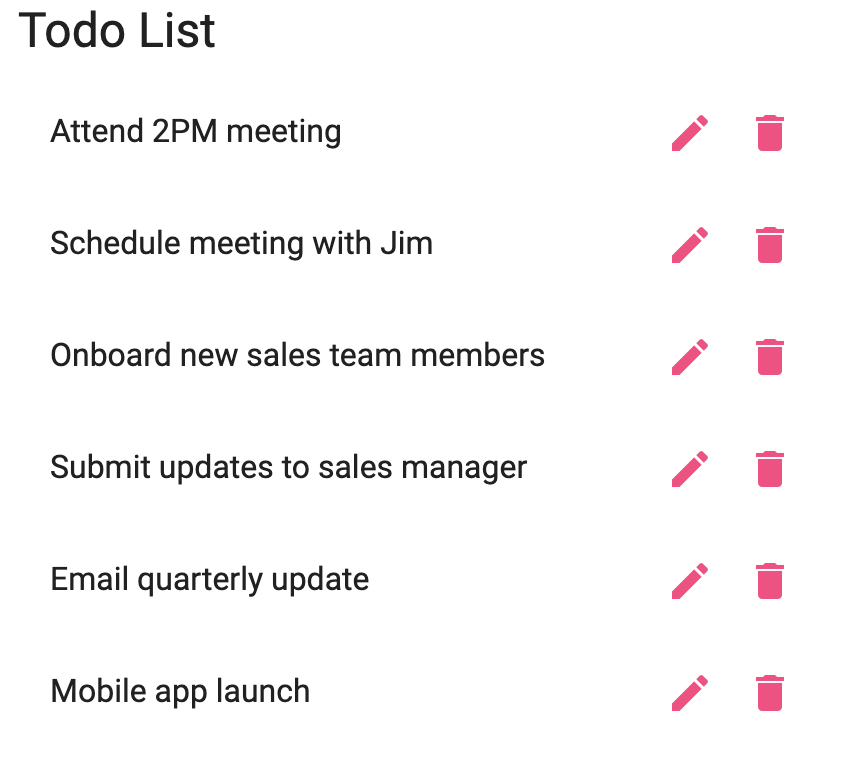 Todo List
Attend 2PM meeting
Schedule meeting with Jim
Onboard new sales team members
Submit updates to sales manager
Email quarterly update
Mobile app launch